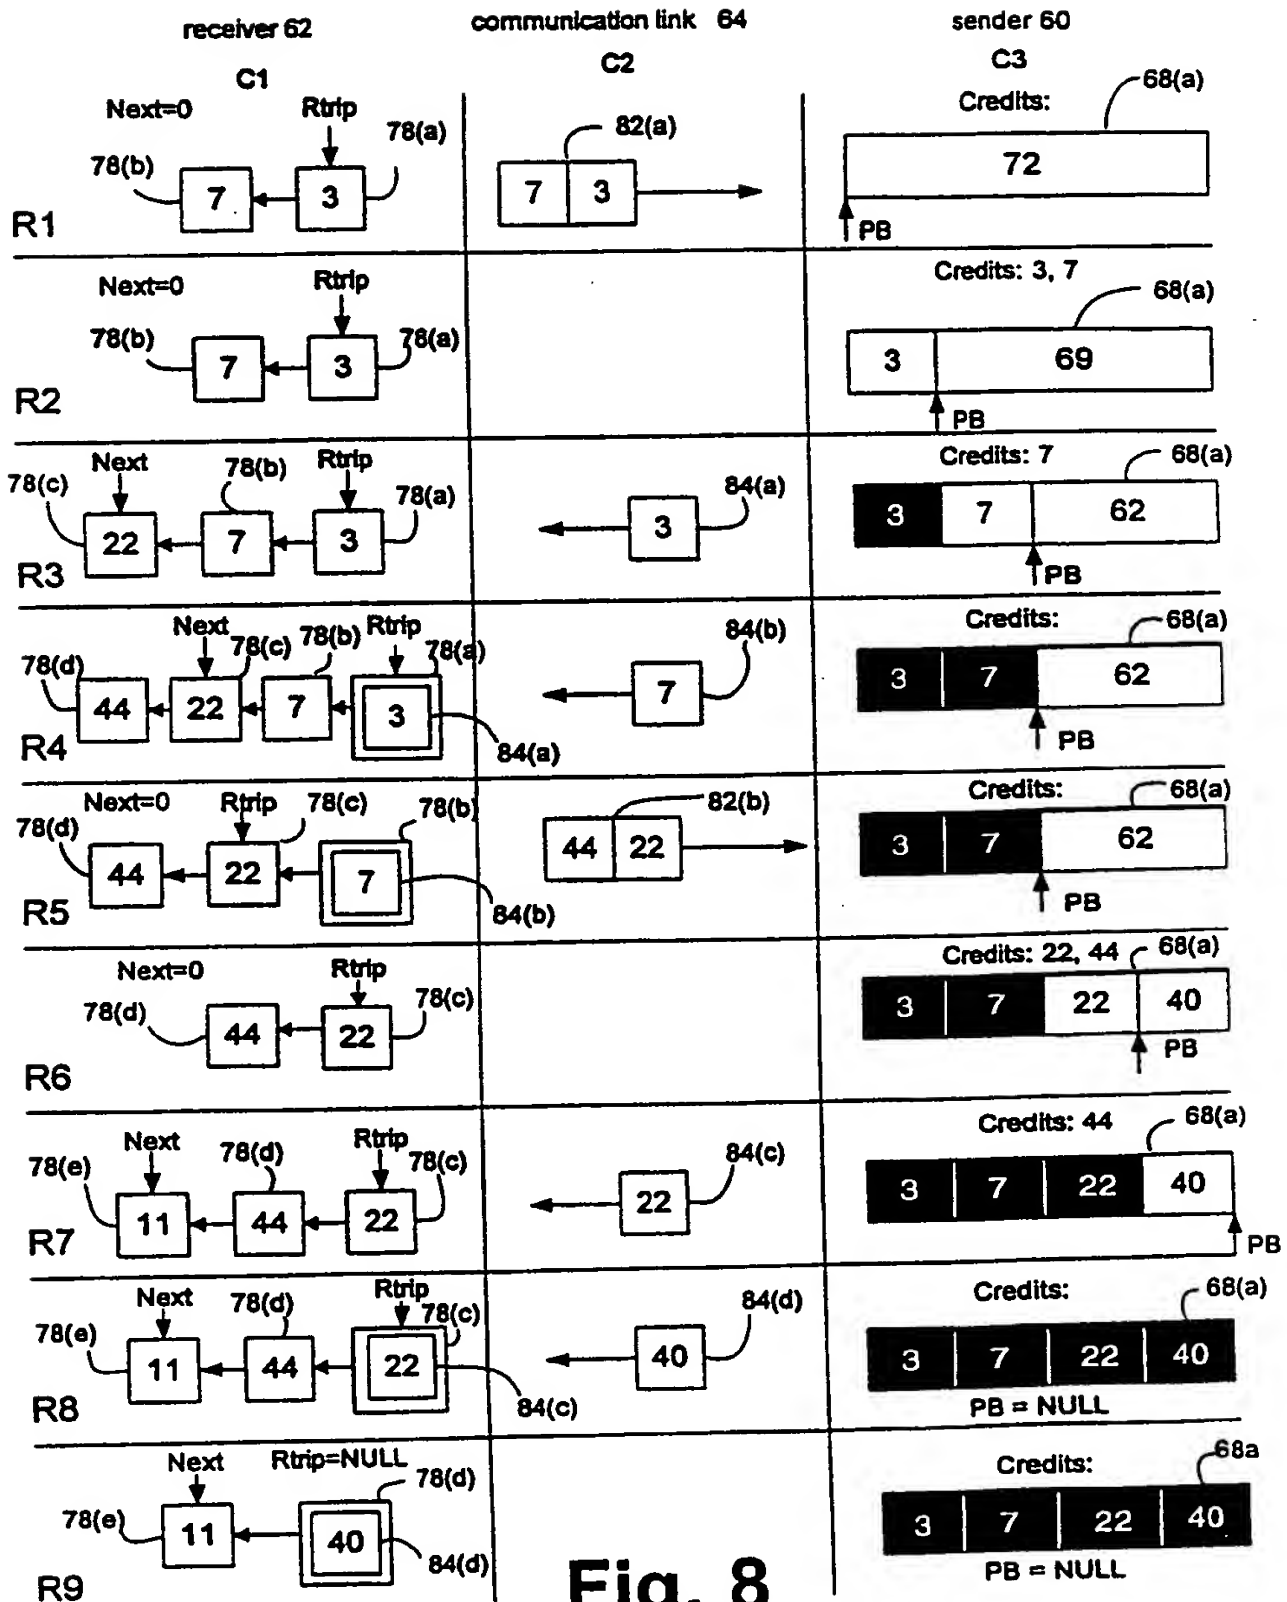 receiver 62 communication link 64 sender 60
C1 C2 C3
Next=0 Rtrip 78(a) 78(b) 7 3
82(a) 7 3
Credits: 68(a) 72 PB
R1
Next=0 Rtrip 78(b) 78(a) 7 3
Credits: 3, 7 68(a) 3 69 PB
R2
Next 78(b) Rtrip 78(c) 78(a) 22 7 3
84(a) 3
Credits: 7 68(a) 3 7 62 PB
R3
Next 78(c) 78(b) Rtrip 78(a) 78(d) 44 22 7 3 84(a)
84(b) 7
Credits: 68(a) 3 7 62 PB
R4
Next=0 Rtrip 78(c) 78(b) 78(d) 44 22 7 84(b)
82(b) 44 22
Credits: 68(a) 3 7 62 PB
R5
Next=0 Rtrip 78(d) 78(c) 44 22
Credits: 22, 44 68(a) 3 7 22 40 PB
R6
Next 78(d) Rtrip 78(e) 78(c) 11 44 22
84(c) 22
Credits: 44 68(a) 3 7 22 40 PB
R7
Next 78(d) Rtrip 78(c) 78(e) 11 44 22 84(c)
84(d) 40
Credits: 68(a) 3 7 22 40 PB = NULL
R8
Next Rtrip=NULL 78(d) 78(e) 11 40 84(d)
Credits: 68a 3 7 22 40 PB = NULL
R9
Fig. 8